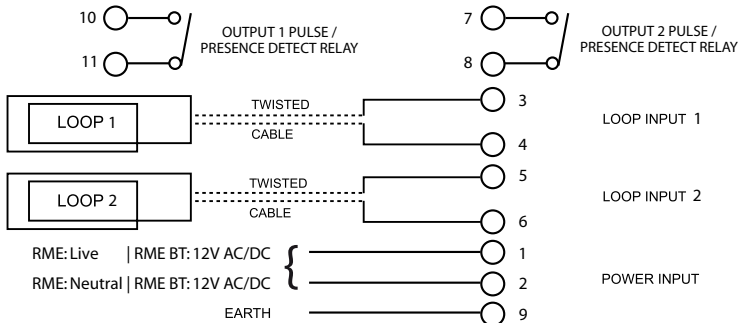 10
11
OUTPUT 1 PULSE /
PRESENCE DETECT RELAY
7
8
OUTPUT 2 PULSE /
PRESENCE DETECT RELAY
LOOP 1
TWISTED
CABLE
3
4
LOOP INPUT 1
LOOP 2
TWISTED
CABLE
5
6
LOOP INPUT 2
RME: Live | RME BT: 12V AC/DC
RME: Neutral | RME BT: 12V AC/DC
{
1
2
POWER INPUT
EARTH
9